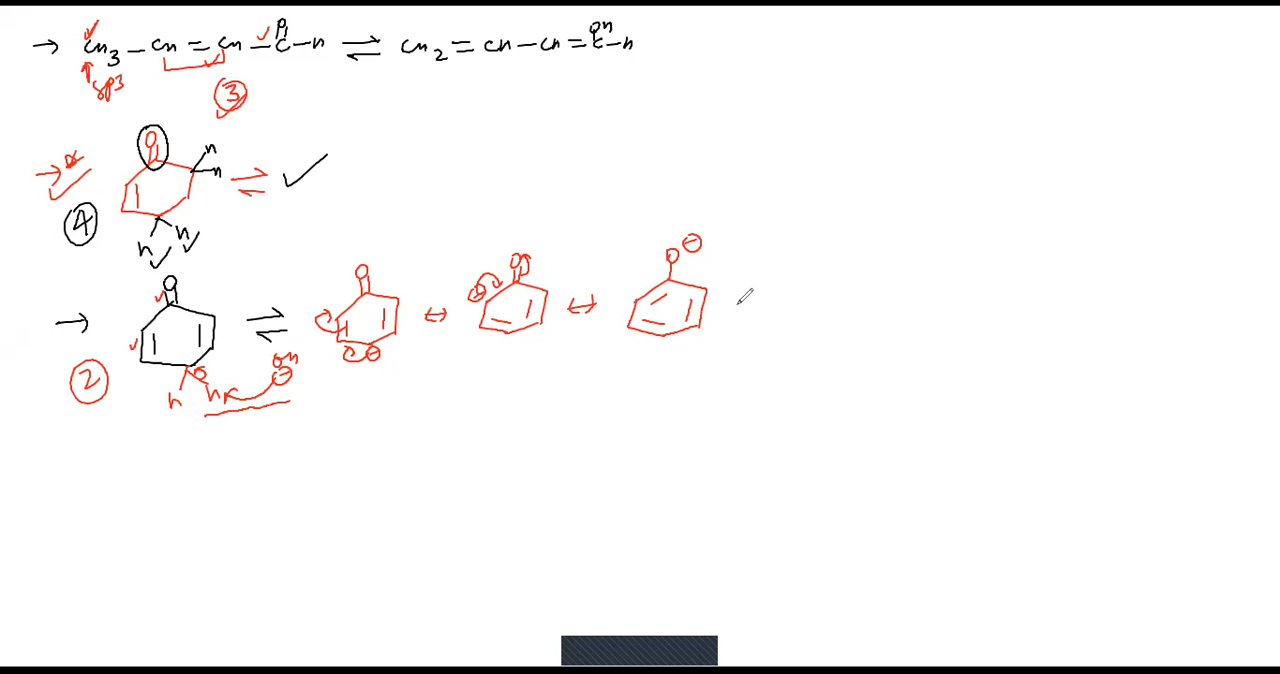 → CH3 – CH = CH – C – H ⇌ CH2 = CH – CH = C – H
O
OH
sp3
3
O
H
→ α
H ⇌ ✓
4
H H
O
O
O
O ⊖
→ ⇌ ↔ ↔
⊖
OH
2
⊖
H H